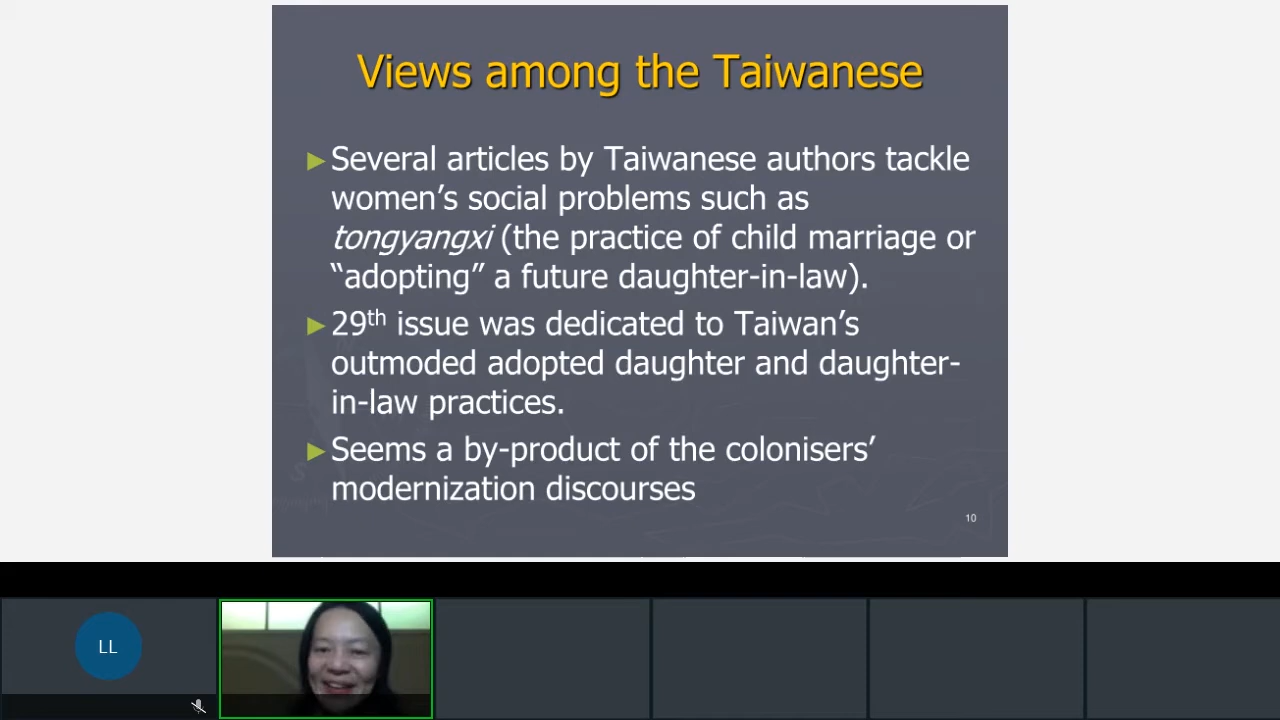 Views among the Taiwanese
Several articles by Taiwanese authors tackle
women’s social problems such as
tongyangxi (the practice of child marriage or
“adopting” a future daughter-in-law).
29th issue was dedicated to Taiwan’s
outmoded adopted daughter and daughter-
in-law practices.
Seems a by-product of the colonisers’
modernization discourses
10
LL